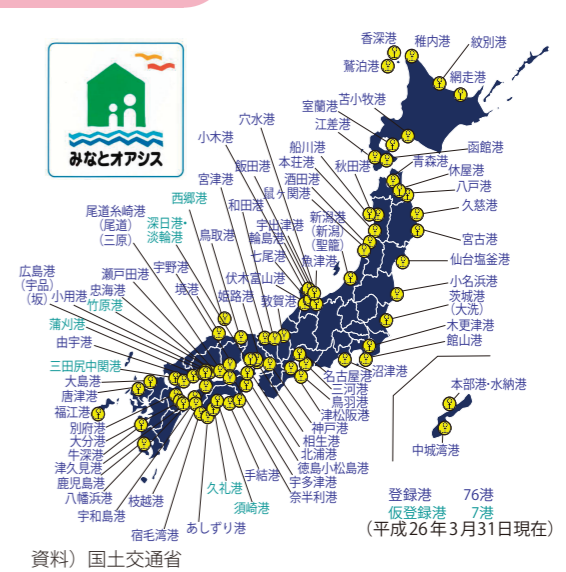 香深港
稚内港
紋別港
鴛泊港
網走港
苫小牧港
室蘭港
江差港
函館港
青森港
穴水港
小木港
船川港
本荘港
秋田港
休屋港
八戸港
久慈港
宮古港
仙台塩釜港
小名浜港
茨城港
(大洗)
木更津港
館山港
みなとオアシス
飯田港
酒田港
鼠ヶ関港
宮津港
西郷港
和田港
宇出津港
輪島港
七尾港
新潟港
(新潟)
(聖籠)
魚津港
尾道糸崎港
(尾道)
(三原)
深日港・
淡輪港
鳥取港
伏木富山港
敦賀港
姫路港
境港
宇野港
瀬戸田港
忠海港
竹原港
広島港
(宇品)
(坂)
小用港
蒲刈港
由宇港
三田尻中関港
大島港
唐津港
福江港
別府港
大分港
牛深港
津久見港
鹿児島港
八幡浜港
宇和島港
枝越港
宿毛湾港
あしずり港
久礼港
須崎港
手結港
奈半利港
宇多津港
徳島小松島港
北浦港
相生港
神戸港
津松阪港
鳥羽港
三河港
名古屋港
沼津港
本部港・水納港
中城湾港
登録港 76港
仮登録港 7港
(平成26年3月31日現在)
資料)国土交通省